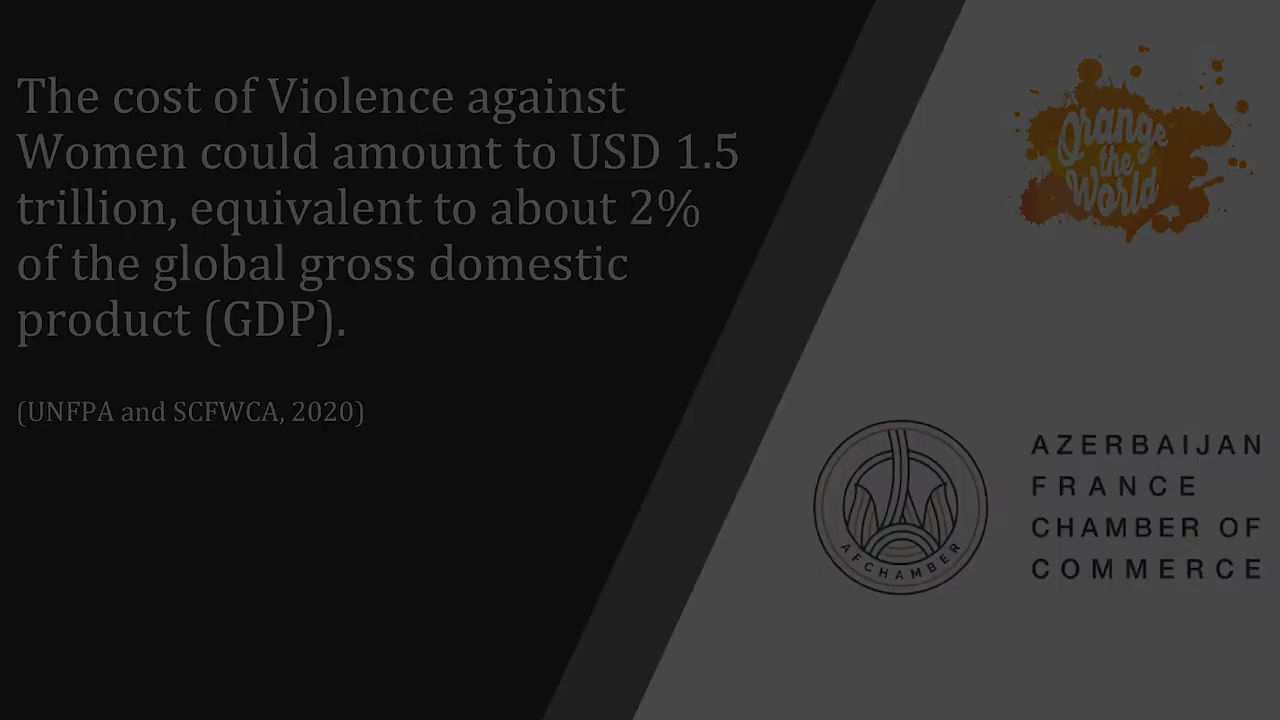 The cost of Violence against
Women could amount to USD 1.5
trillion, equivalent to about 2%
of the global gross domestic
product (GDP).
(UNFPA and SCFWCA, 2020)
Orange
the
World
AFCHAMBER
AZERBAIJAN
FRANCE
CHAMBER OF
COMMERCE